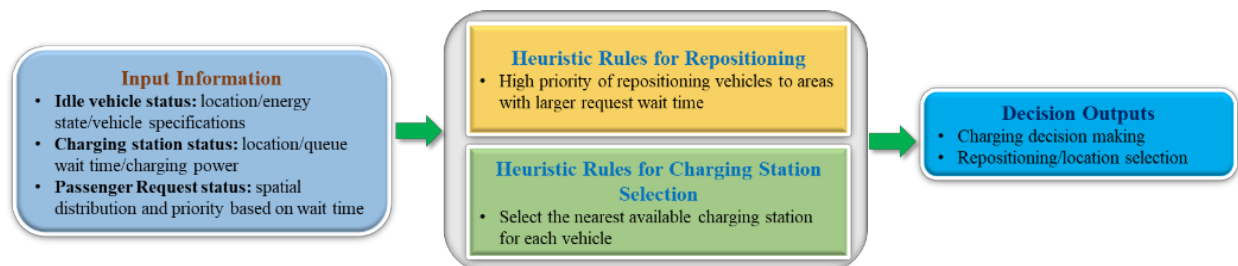 Input Information
• Idle vehicle status: location/energy
state/vehicle specifications
• Charging station status: location/queue
wait time/charging power
• Passenger Request status: spatial
distribution and priority based on wait time
Heuristic Rules for Repositioning
• High priority of repositioning vehicles to areas
with larger request wait time
Heuristic Rules for Charging Station
Selection
• Select the nearest available charging station
for each vehicle
Decision Outputs
• Charging decision making
• Repositioning/location selection